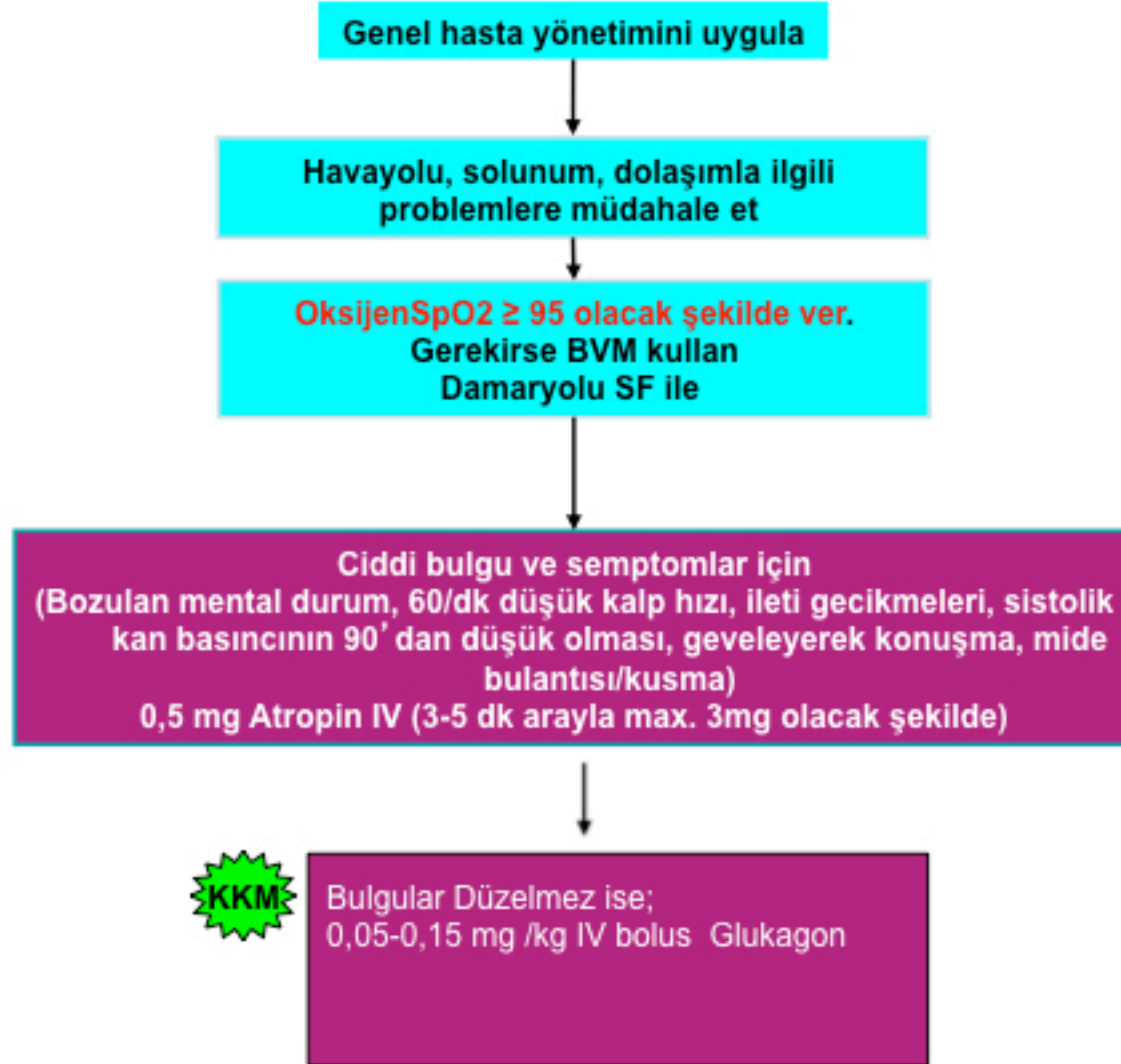 Genel hasta yönetimini uygula
Havayolu, solunum, dolaşımla ilgili
problemlere müdahale et
OksijenSpO2 ≥ 95 olacak şekilde ver.
Gerekirse BVM kullan
Damaryolu SF ile
Ciddi bulgu ve semptomlar için
(Bozulan mental durum, 60/dk düşük kalp hızı, ileti gecikmeleri, sistolik
kan basıncının 90’ dan düşük olması, geveleyerek konuşma, mide
bulantısı/kusma)
0,5 mg Atropin IV (3-5 dk arayla max. 3mg olacak şekilde)
KKM
Bulgular Düzelmez ise;
0,05-0,15 mg /kg IV bolus Glukagon